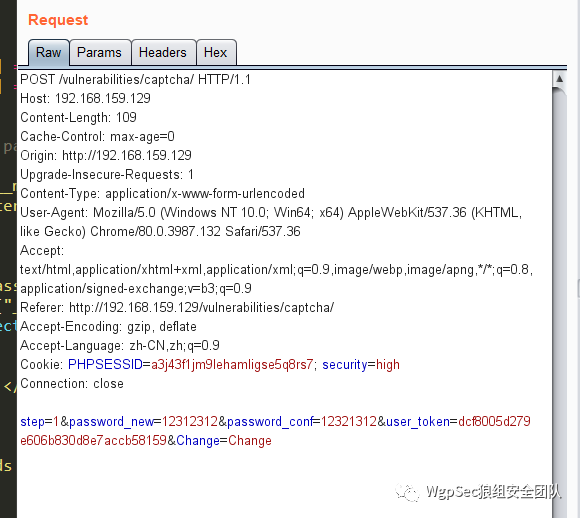 Request
Raw Params Headers Hex
POST /vulnerabilities/captcha/ HTTP/1.1
Host: 192.168.159.129
Content-Length: 109
Cache-Control: max-age=0
Origin: http://192.168.159.129
Upgrade-Insecure-Requests: 1
Content-Type: application/x-www-form-urlencoded
User-Agent: Mozilla/5.0 (Windows NT 10.0; Win64; x64) AppleWebKit/537.36 (KHTML,
like Gecko) Chrome/80.0.3987.132 Safari/537.36
Accept:
text/html,application/xhtml+xml,application/xml;q=0.9,image/webp,image/apng,*/*;q=0.8,
application/signed-exchange;v=b3;q=0.9
Referer: http://192.168.159.129/vulnerabilities/captcha/
Accept-Encoding: gzip, deflate
Accept-Language: zh-CN,zh;q=0.9
Cookie: PHPSESSID=a3j43f1jm9lehamligse5q8rs7; security=high
Connection: close
step=1&password_new=12312312&password_conf=12321312&user_token=dcf8005d279
e606b830d8e7accb58159&Change=Change
WgpSec狼组安全团队